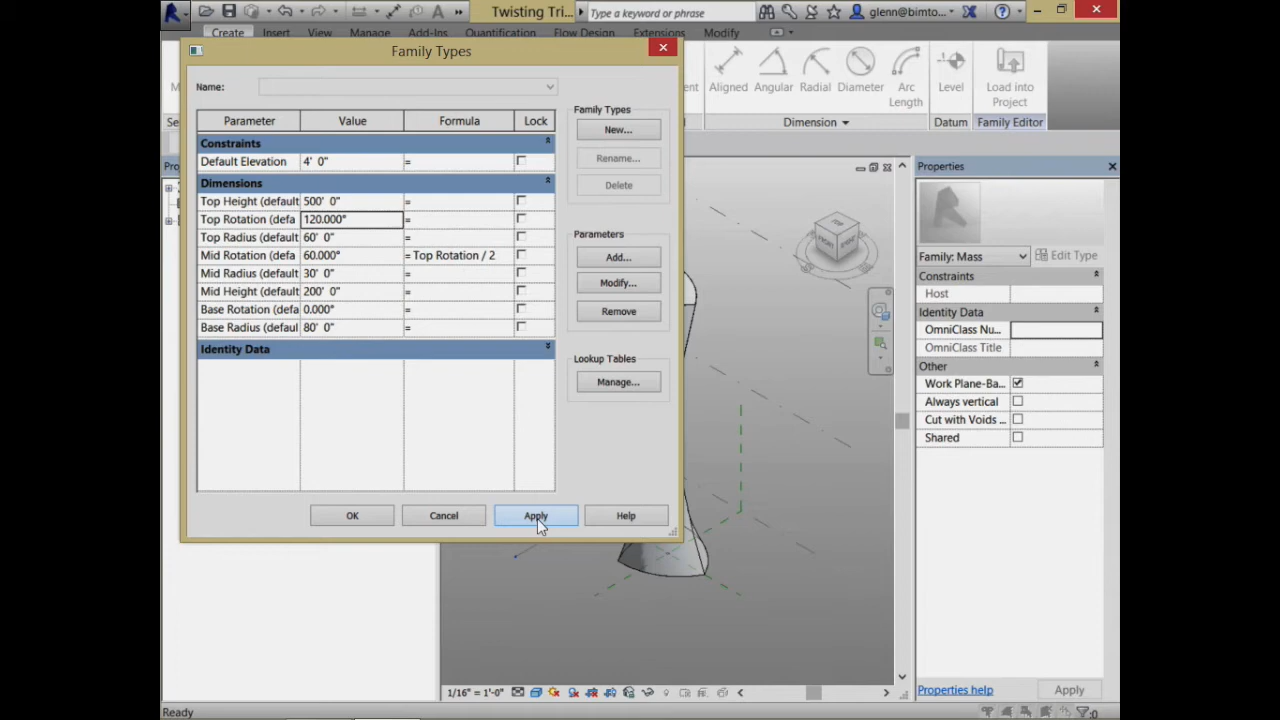 Twisting Tri...
Type a keyword or phrase
glenn@bimto...
Create Insert View Manage Add-Ins Quantification Flow Design Extensions Modify
Family Types
Name:
Parameter Value Formula Lock
Constraints
Default Elevation 4' 0" =
Dimensions
Top Height (default 500' 0" =
Top Rotation (defa 120.000° =
Top Radius (default 60' 0" =
Mid Rotation (defa 60.000° = Top Rotation / 2
Mid Radius (default 30' 0" =
Mid Height (default 200' 0" =
Base Rotation (defa 0.000° =
Base Radius (defaul 80' 0" =
Identity Data
Family Types
New...
Rename...
Delete
Parameters
Add...
Modify...
Remove
Lookup Tables
Manage...
OK Cancel Apply Help
Aligned Angular Radial Diameter Arc Length Level Load into Project
Dimension Datum Family Editor
TOP
FRONT
Properties
Family: Mass Edit Type
Constraints
Host
Identity Data
OmniClass Nu...
OmniClass Title
Other
Work Plane-Ba...
Always vertical
Cut with Voids ...
Shared
Properties help Apply
1/16" = 1'-0"
Ready
:0